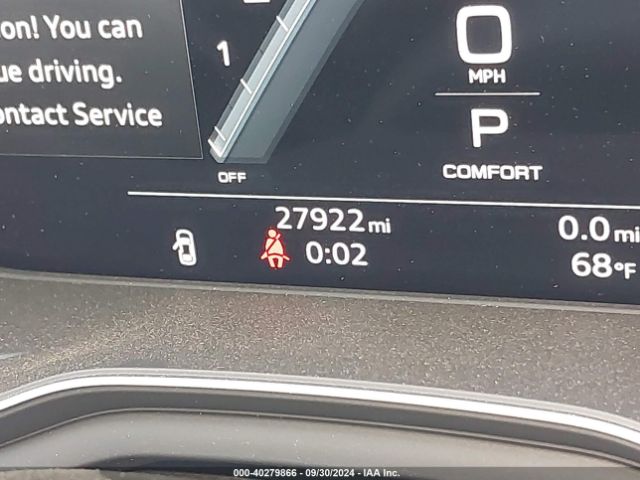 on! You can
ue driving.
ontact Service
1
OFF
0
MPH
P
COMFORT
27922 mi
0:02
0.0 mi
68°F
000-40279866 - 09/30/2024 - IAA Inc.